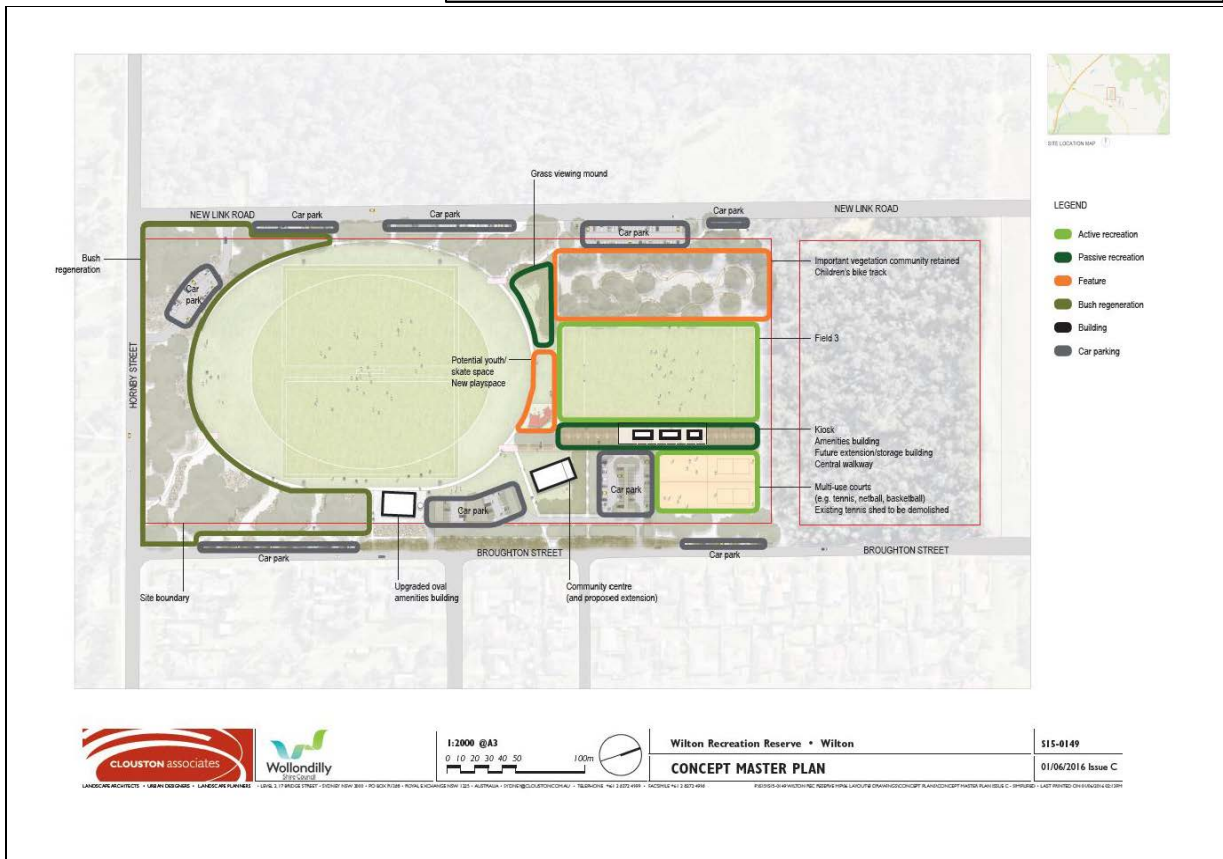 SITE LOCATION MAP
Grass viewing mound
NEW LINK ROAD
Car park
Car park
Car park
Car park
NEW LINK ROAD
Bush
regeneration
Car
park
HORNBY STREET
Potential youth/
skate space
New playspace
Important vegetation community retained
Children's bike track
Field 3
Kiosk
Amenities building
Future extension/storage building
Central walkway
Multi-use courts
(e.g. tennis, netball, basketball)
Existing tennis shed to be demolished
Car park
Car park
Car park
BROUGHTON STREET
Car park
BROUGHTON STREET
Site boundary
Upgraded oval
amenities building
Community centre
(and proposed extension)
LEGEND
Active recreation
Passive recreation
Feature
Bush regeneration
Building
Car parking
CLOUSTON associates
Wollondilly
Shire Council
1:2000 @A3
0 10 20 30 40 50 100m
Wilton Recreation Reserve • Wilton
CONCEPT MASTER PLAN
S15-0149
01/06/2016 Issue C
LANDSCAPE ARCHITECTS • URBAN DESIGNERS • LANDSCAPE PLANNERS